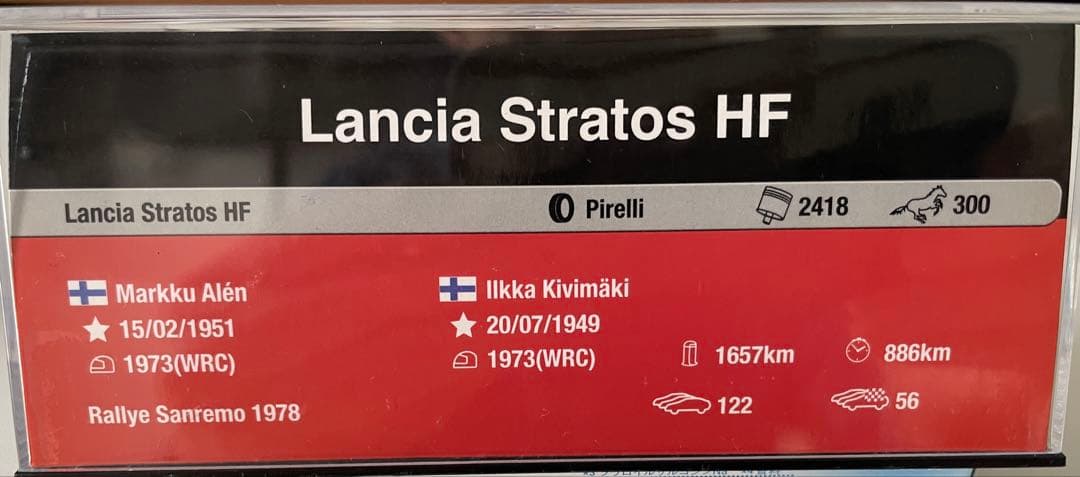 Lancia Stratos HF
Lancia Stratos HF Pirelli 2418 300
Markku Alén
15/02/1951
1973(WRC)
Ilkka Kivimäki
20/07/1949
1973(WRC)
1657km 886km
122 56
Rallye Sanremo 1978